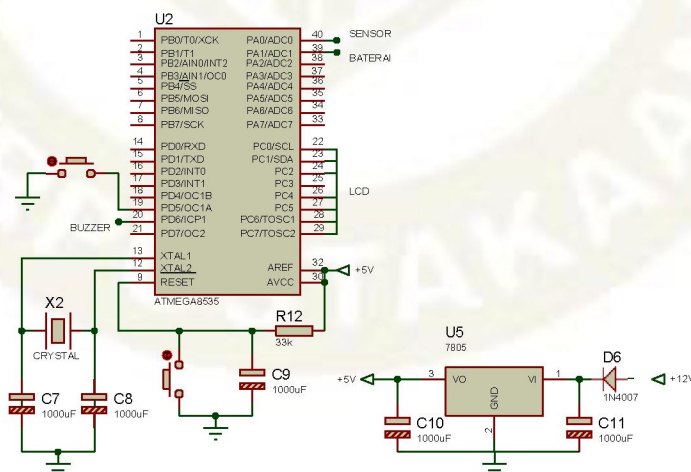 U2
1 PB0/T0/XCK PA0/ADC0 40 SENSOR
2 PB1/T1 PA1/ADC1 39 BATERAI
3 PB2/AIN0/INT2 PA2/ADC2 38
4 PB3/AIN1/OC0 PA3/ADC3 37
5 PB4/SS PA4/ADC4 36
6 PB5/MOSI PA5/ADC5 35
7 PB6/MISO PA6/ADC6 34
8 PB7/SCK PA7/ADC7 33
14 PD0/RXD PC0/SCL 22
15 PD1/TXD PC1/SDA 23
16 PD2/INT0 PC2 24
17 PD3/INT1 PC3 25
18 PD4/OC1B PC4 26 LCD
19 PD5/OC1A PC5 27
20 PD6/ICP1 PC6/TOSC1 28
BUZZER 21 PD7/OC2 PC7/TOSC2 29
13 XTAL1
12 XTAL2 AREF 32 +5V
9 RESET AVCC 30
ATMEGA8535
X2
CRYSTAL
R12
33k
C7
1000uF
C8
1000uF
C9
1000uF
U5
7805
D6
1N4007
+5V 3 VO VI 1 +12V
GND
2
C10
1000uF
C11
1000uF